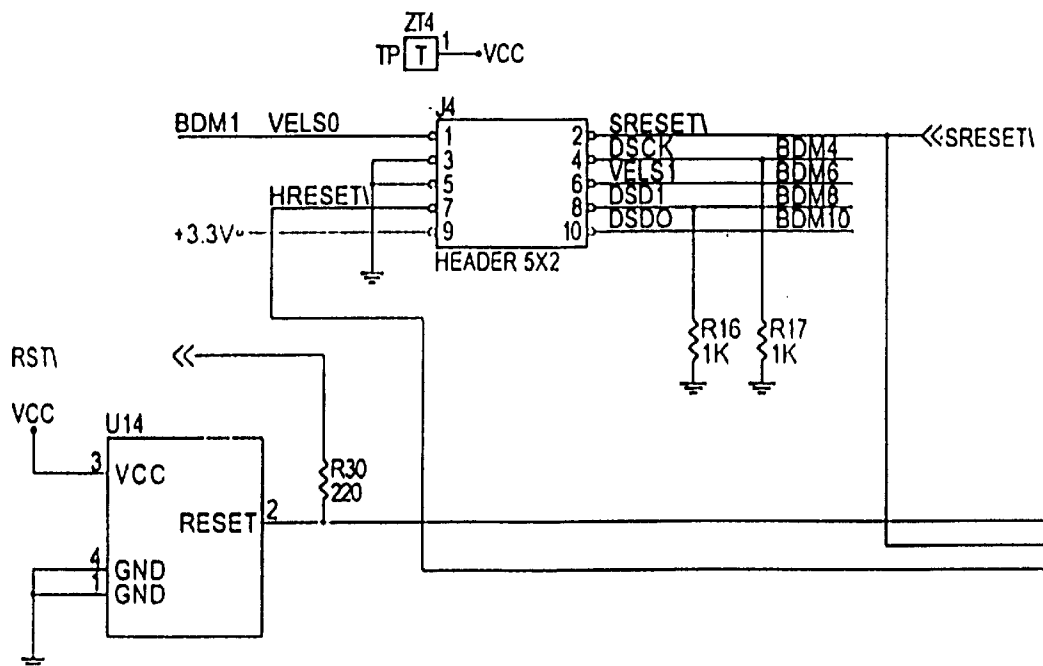 ZT4
TP T 1 VCC
J4
BDM1 VELS0 1 2 SRESET\ <<SRESET\
3 4 DSCK BDM4
5 6 VELS1 BDM6
HRESET\ 7 8 DSD1 BDM8
+3.3V 9 10 DSDO BDM10
HEADER 5X2
R16 R17
1K 1K
RST\ <<
VCC
U14
3 VCC
R30
220
RESET 2
4 GND
1 GND